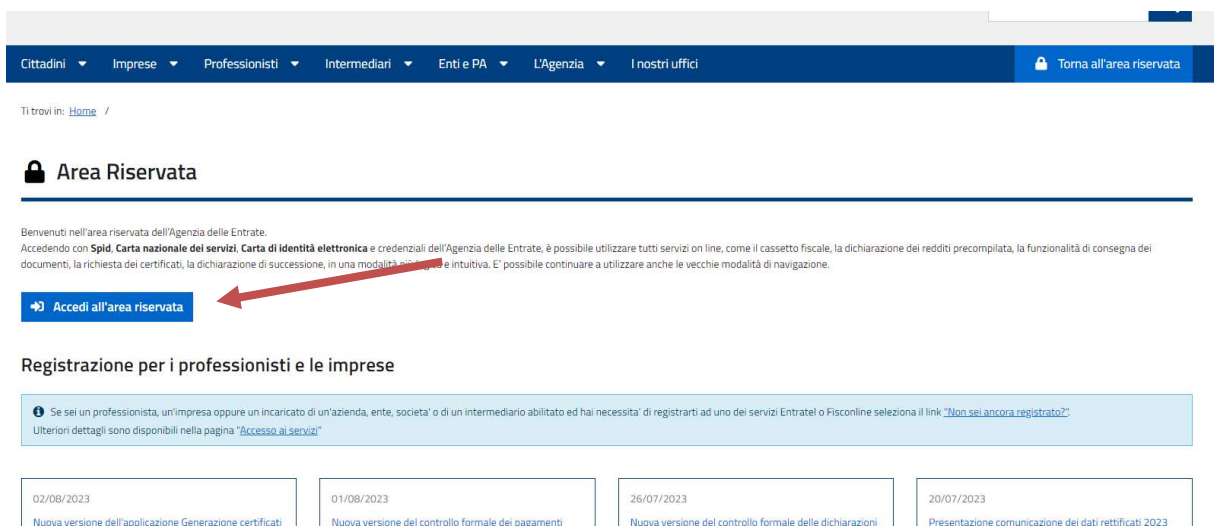 Cittadini Imprese Professionisti Intermediari Enti e PA L'Agenzia I nostri uffici Torna all'area riservata
Ti trovi in: Home /
Area Riservata
Benvenuti nell'area riservata dell'Agenzia delle Entrate.
Accedendo con Spid, Carta nazionale dei servizi, Carta di identità elettronica e credenziali dell'Agenzia delle Entrate, è possibile utilizzare tutti servizi on line, come il cassetto fiscale, la dichiarazione dei redditi precompilata, la funzionalità di consegna dei
documenti, la richiesta dei certificati, la dichiarazione di successione, in una modalità e intuitiva. E' possibile continuare a utilizzare anche le vecchie modalità di navigazione.
Accedi all'area riservata
Registrazione per i professionisti e le imprese
Se sei un professionista, un'impresa oppure un incaricato di un'azienda, ente, societa' o di un intermediario abilitato ed hai necessita' di registrarti ad uno dei servizi Entratel o Fisconline seleziona il link "Non sei ancora registrato?".
Ulteriori dettagli sono disponibili nella pagina "Accesso ai servizi"
02/08/2023 01/08/2023 26/07/2023 20/07/2023
Nuova versione dell'applicazione Generazione certificati Nuova versione del controllo formale dei pagamenti Nuova versione del controllo formale delle dichiarazioni Presentazione comunicazione dei dati rettificati 2023